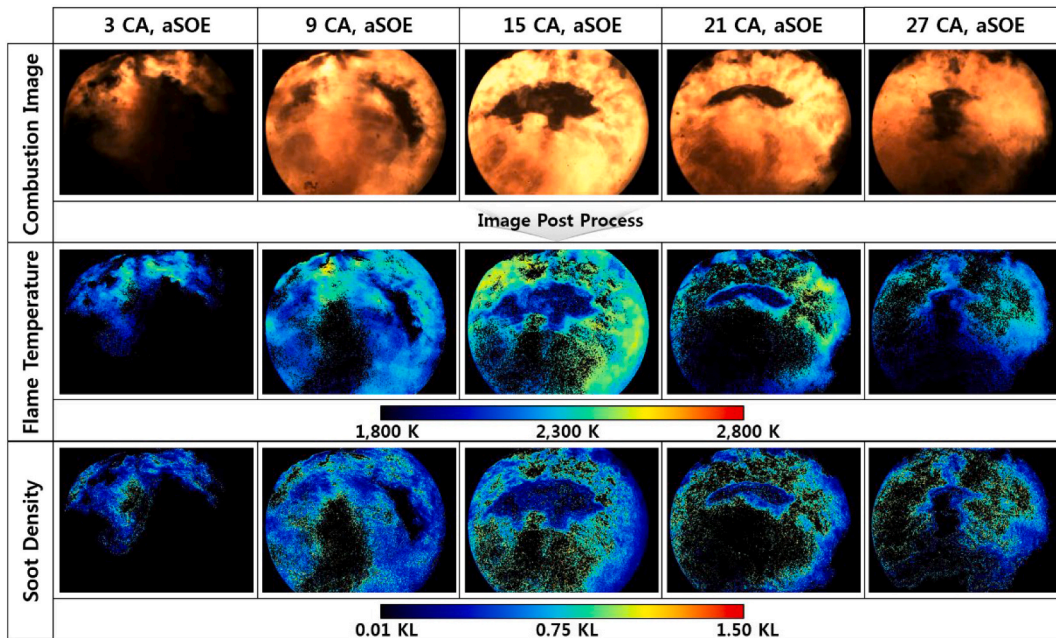 3 CA, aSOE 9 CA, aSOE 15 CA, aSOE 21 CA, aSOE 27 CA, aSOE
Combustion Image
Image Post Process
Flame Temperature
1,800 K 2,300 K 2,800 K
Soot Density
0.01 KL 0.75 KL 1.50 KL